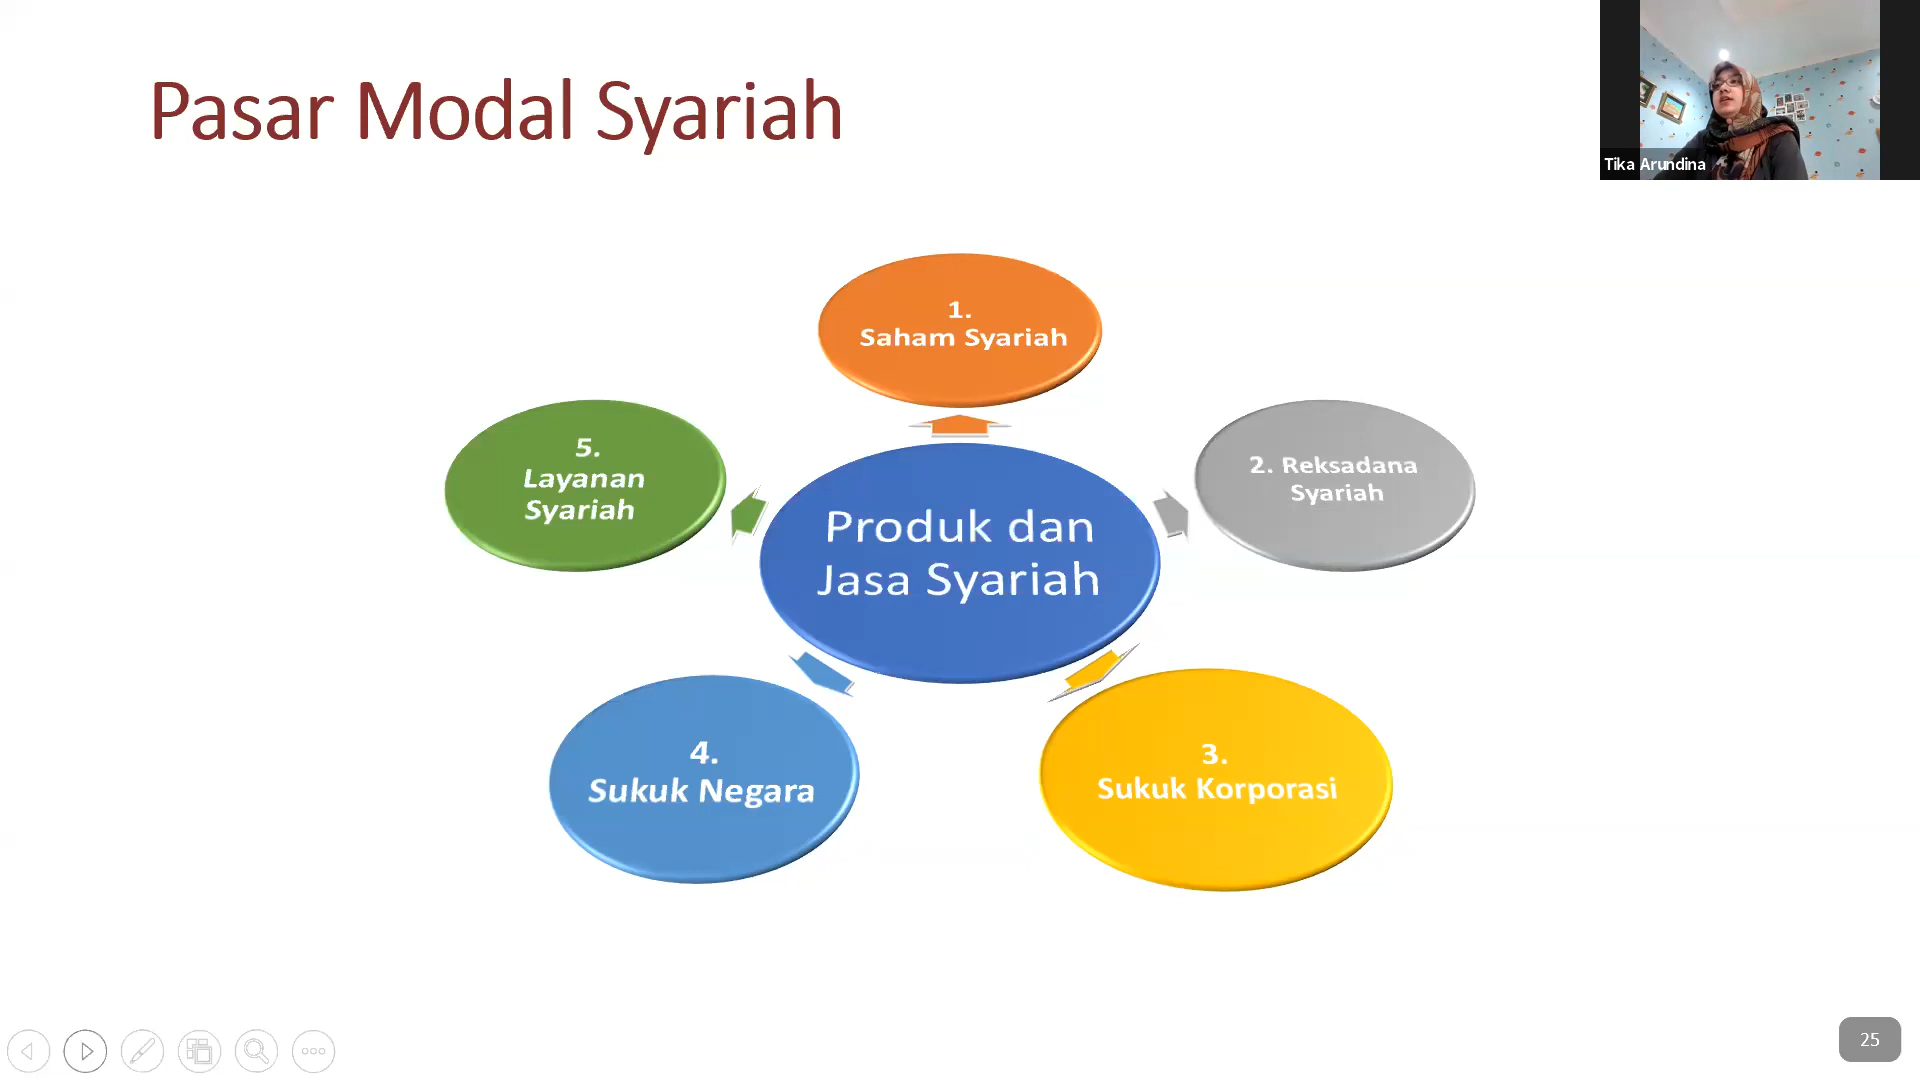 Pasar Modal Syariah
Tika Arundina
1.
Saham Syariah
2. Reksadana
Syariah
3.
Sukuk Korporasi
4.
Sukuk Negara
5.
Layanan
Syariah
Produk dan
Jasa Syariah
25